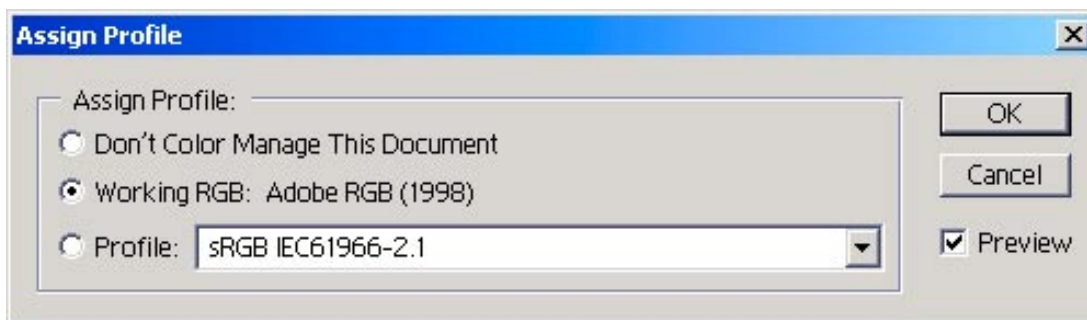 Assign Profile
Assign Profile:
Don't Color Manage This Document
Working RGB: Adobe RGB (1998)
Profile: sRGB IEC61966-2.1
OK
Cancel
Preview